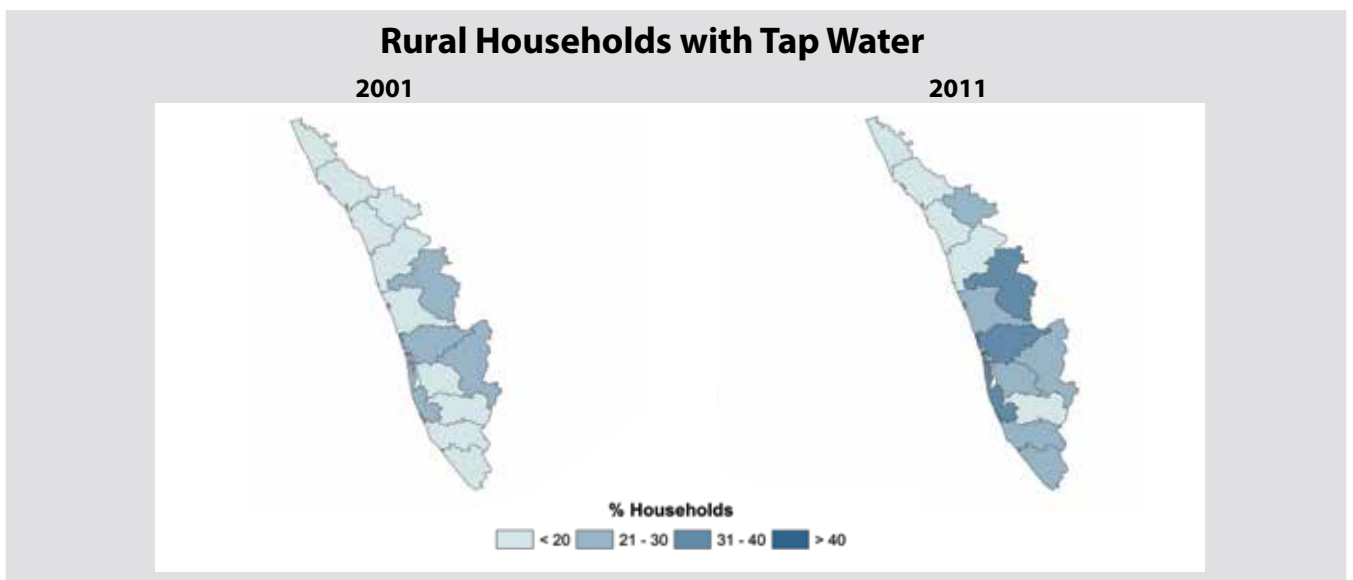 Rural Households with Tap Water
2001 2011
% Households
< 20 21 - 30 31 - 40 > 40